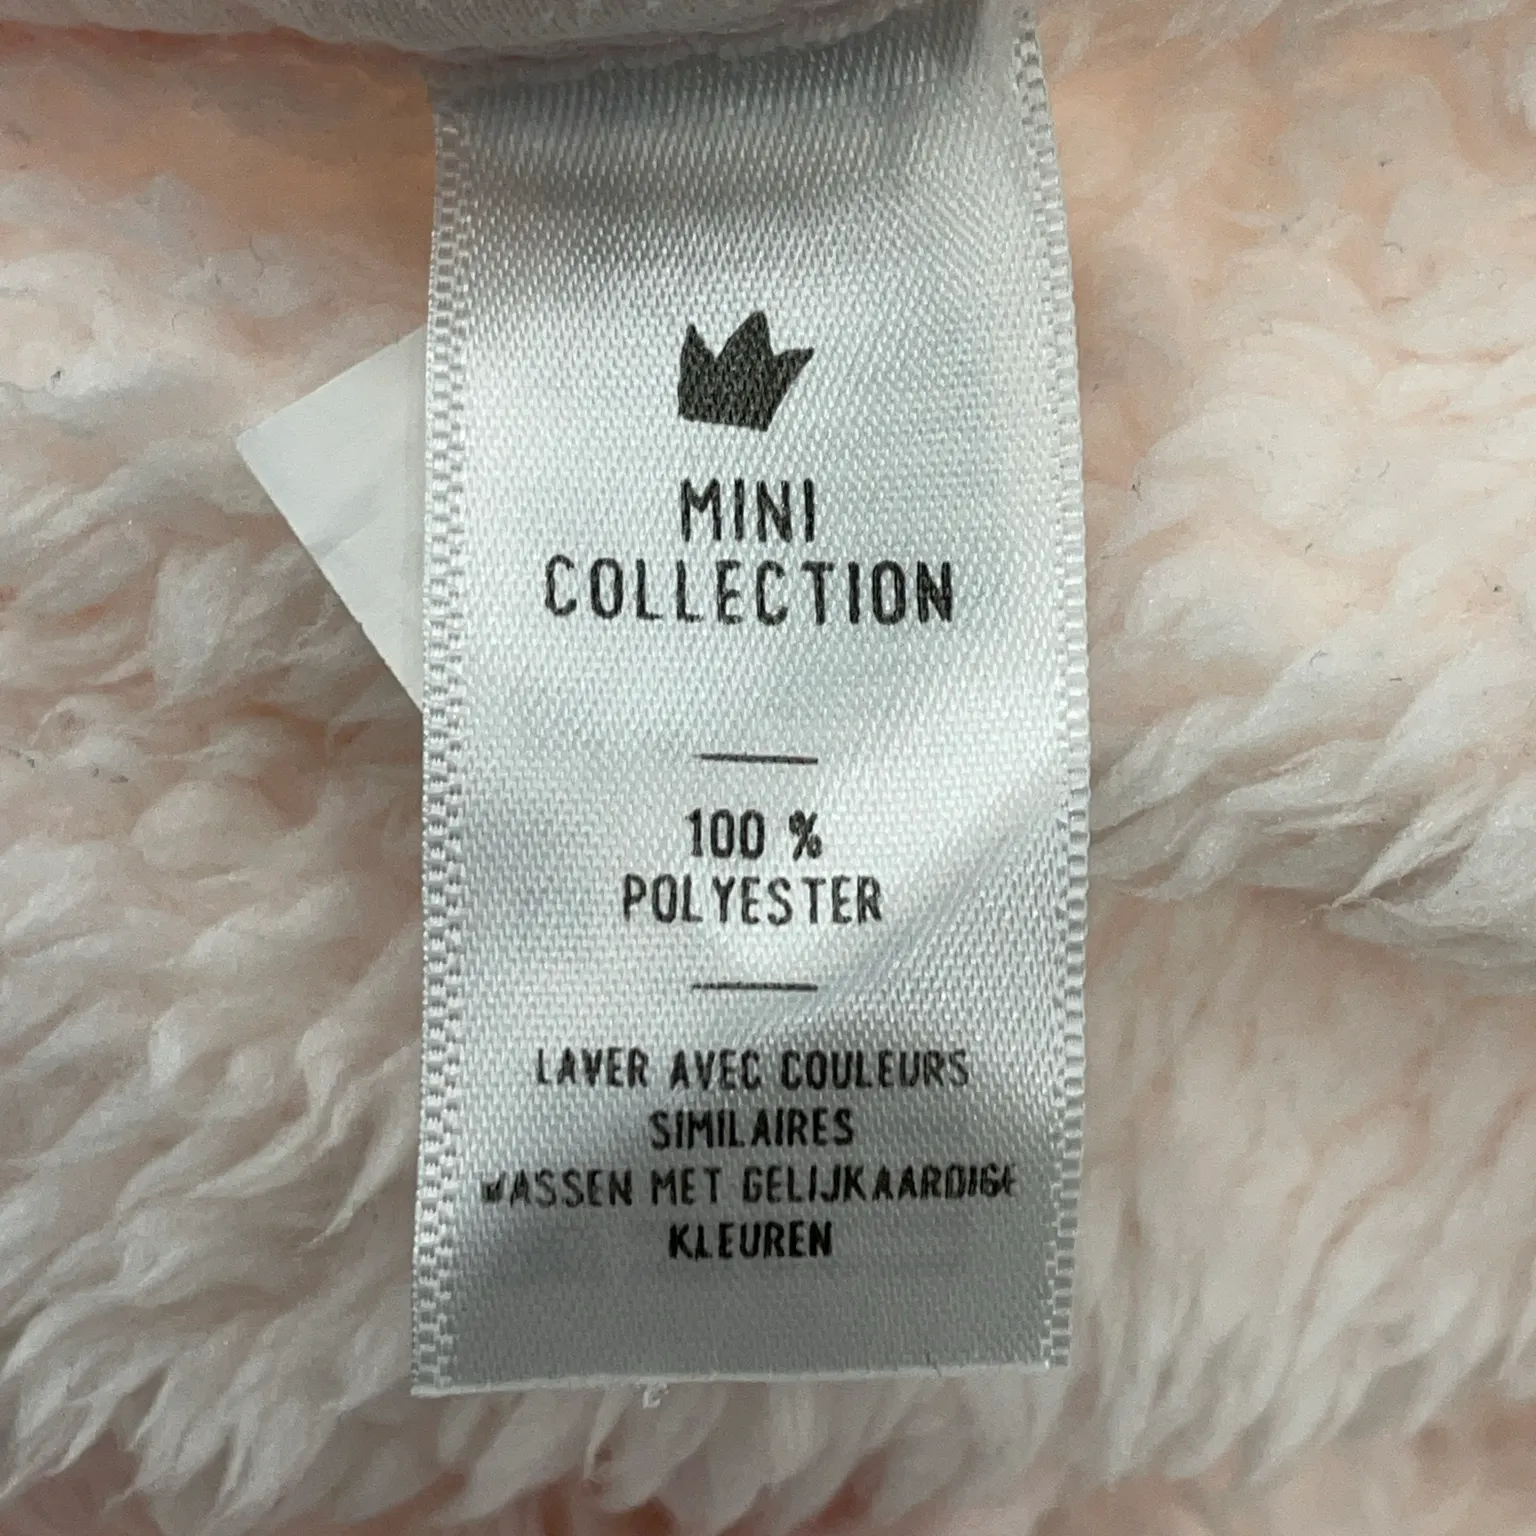 MINI
COLLECTION
100 %
POLYESTER
LAVER AVEC COULEURS
SIMILAIRES
WASSEN MET GELIJKAARDIGE
KLEUREN